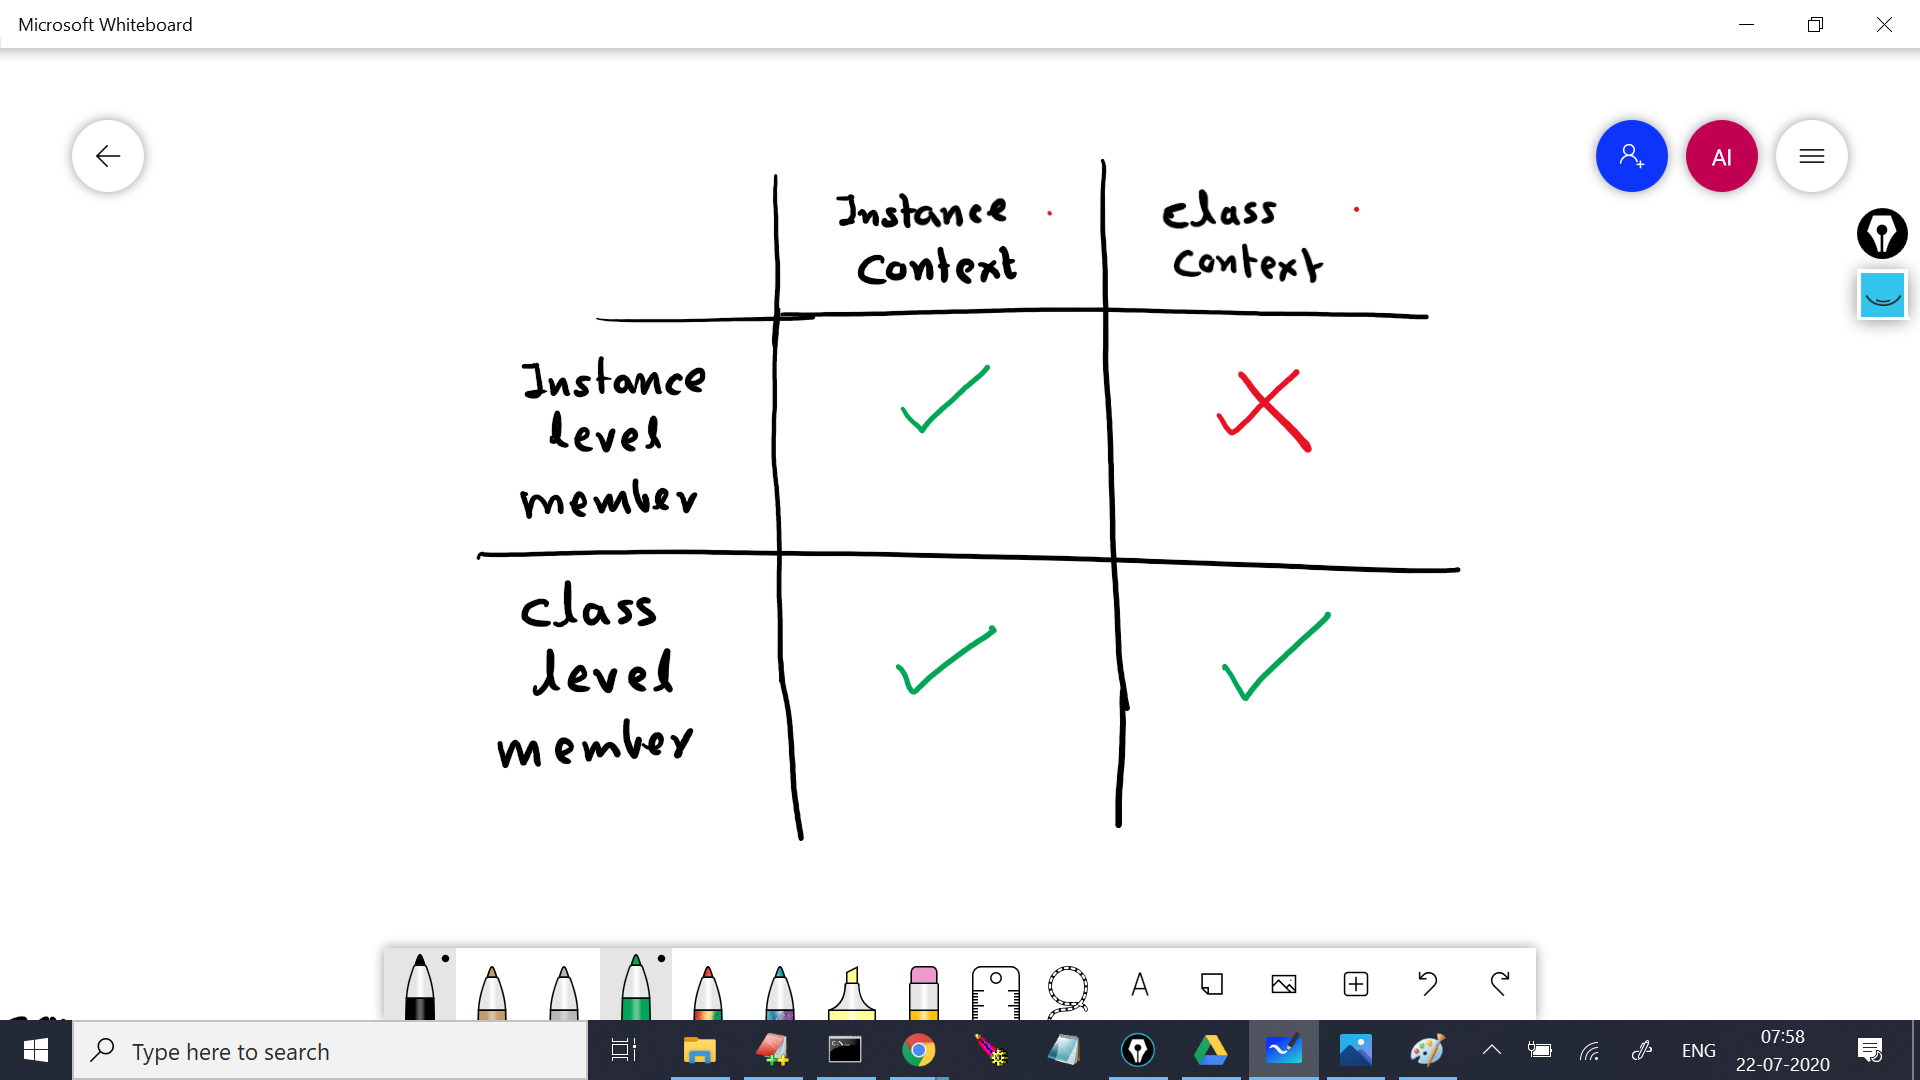 Microsoft Whiteboard
AI
Instance
Context
Class
Context
Instance
level
member
Class
level
member
A
Type here to search
ENG
07:58
22-07-2020